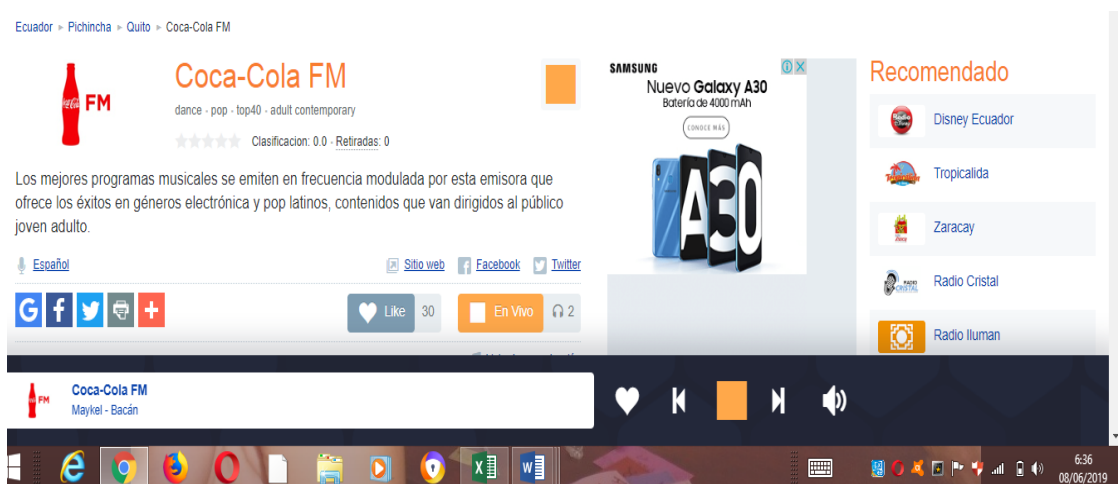 Ecuador » Pichincha » Quito » Coca-Cola FM
Coca-Cola FM
FM
dance - pop - top40 - adult contemporary
Clasificacion: 0.0 - Retiradas: 0
Los mejores programas musicales se emiten en frecuencia modulada por esta emisora que
ofrece los éxitos en géneros electrónica y pop latinos, contenidos que van dirigidos al público
joven adulto.
Español
Sitio web
Facebook
Twitter
Like 30
En Vivo 2
SAMSUNG
Nuevo Galaxy A30
Batería de 4000 mAh
CONOCE MÁS
A30
Recomendado
Disney Ecuador
Tropicalida
Zaracay
Radio Cristal
Radio Iluman
FM
Coca-Cola FM
Maykel - Bacán
6:36
08/06/2019